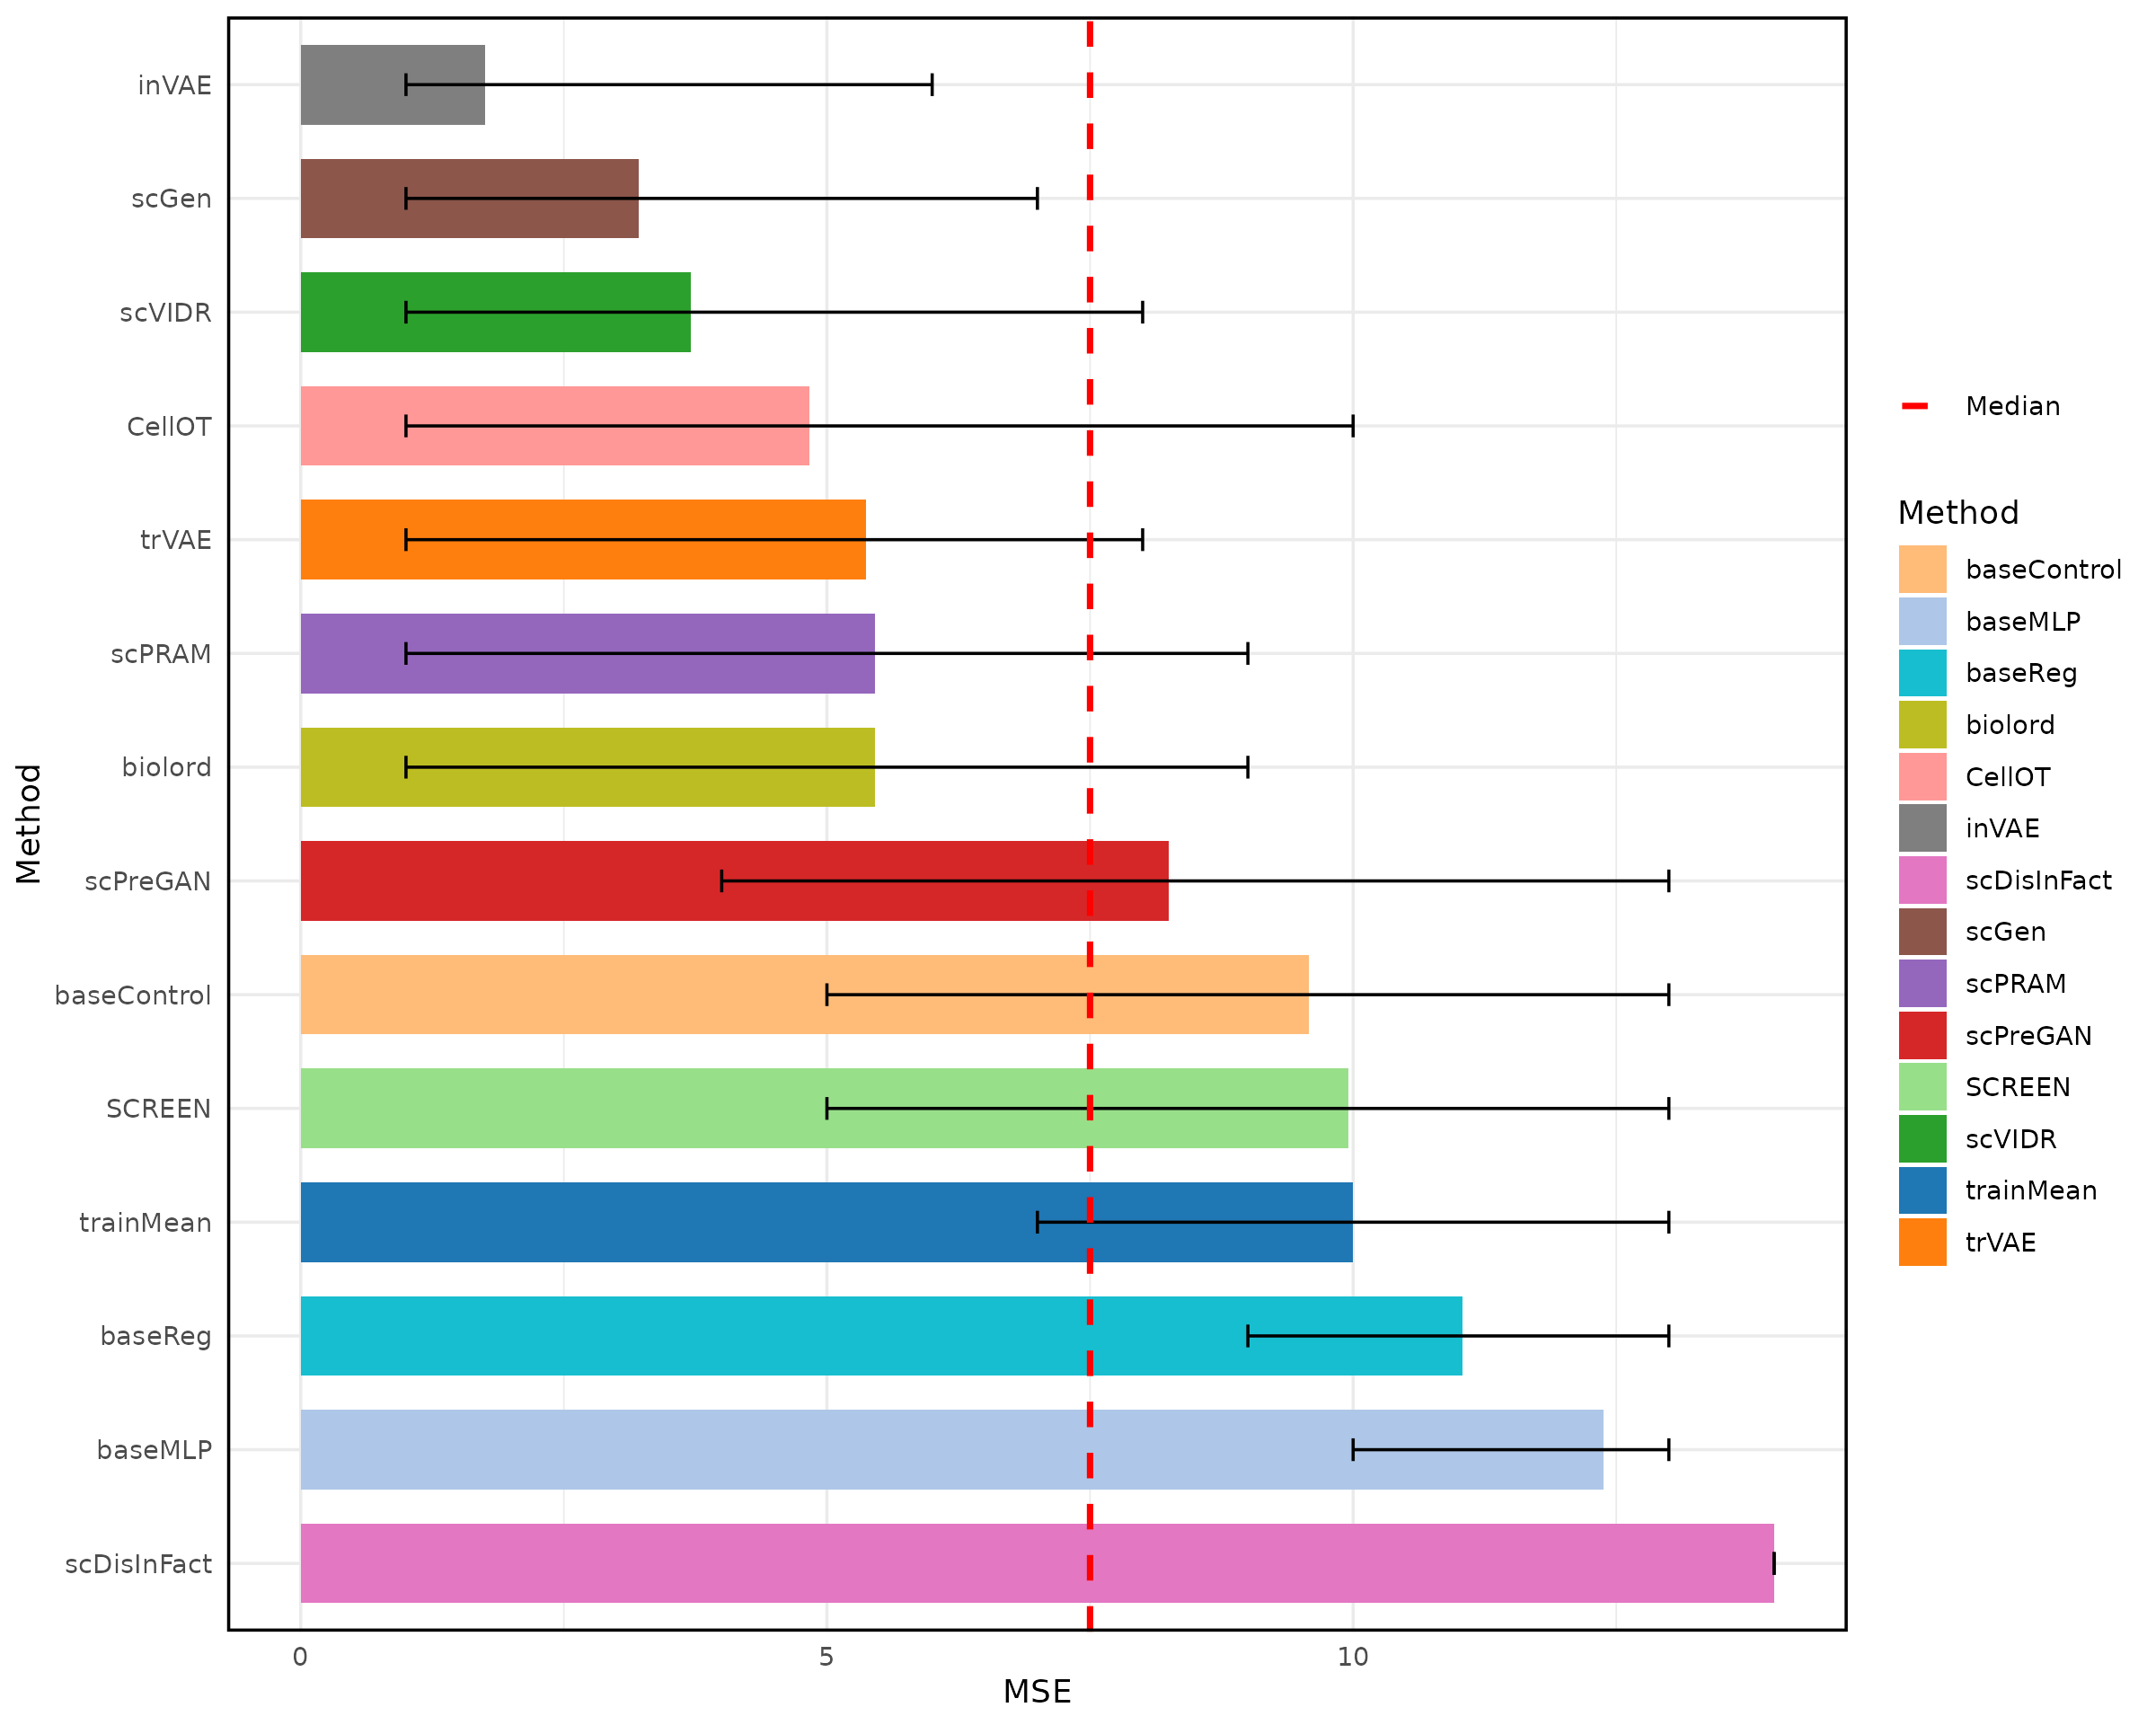 Method
inVAE
scGen
scVIDR
CellOT
trVAE
scPRAM
biolord
scPreGAN
baseControl
SCREEN
trainMean
baseReg
baseMLP
scDisInFact
0 5 10
MSE
Median
Method
baseControl
baseMLP
baseReg
biolord
CellOT
inVAE
scDisInFact
scGen
scPRAM
scPreGAN
SCREEN
scVIDR
trainMean
trVAE